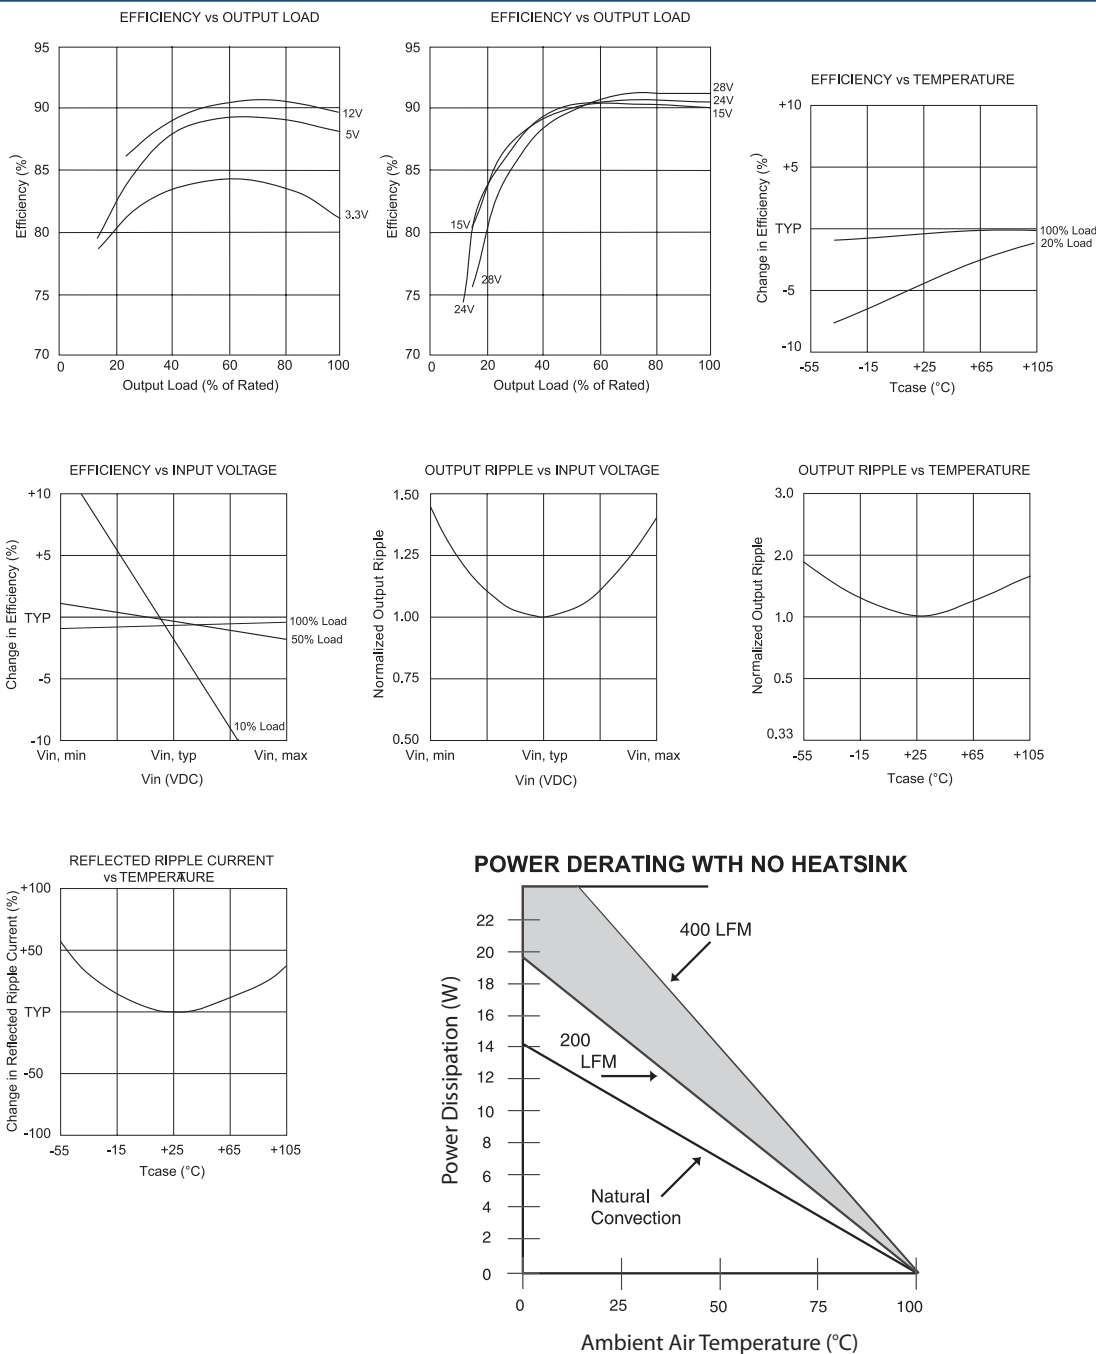 EFFICIENCY vs OUTPUT LOAD
95
90
85
80
75
70
0 20 40 60 80 100
Efficiency (%)
Output Load (% of Rated)
12V
5V
3.3V
EFFICIENCY vs OUTPUT LOAD
95
90
85
80
75
70
0 20 40 60 80 100
Efficiency (%)
Output Load (% of Rated)
28V
24V
15V
15V
28V
24V
EFFICIENCY vs TEMPERATURE
+10
+5
TYP
-5
-10
-55 -15 +25 +65 +105
Change in Efficiency (%)
Tcase (°C)
100% Load
20% Load
EFFICIENCY vs INPUT VOLTAGE
+10
+5
TYP
-5
-10
Vin, min Vin, typ Vin, max
Change in Efficiency (%)
Vin (VDC)
100% Load
50% Load
10% Load
OUTPUT RIPPLE vs INPUT VOLTAGE
1.50
1.25
1.00
0.75
0.50
Vin, min Vin, typ Vin, max
Normalized Output Ripple
Vin (VDC)
OUTPUT RIPPLE vs TEMPERATURE
3.0
2.0
1.0
0.5
0.33
-55 -15 +25 +65 +105
Normalized Output Ripple
Tcase (°C)
REFLECTED RIPPLE CURRENT
vs TEMPERATURE
+100
+50
TYP
-50
-100
-55 -15 +25 +65 +105
Change in Reflected Ripple Current (%)
Tcase (°C)
POWER DERATING WTH NO HEATSINK
22
20
18
16
14
12
10
8
6
4
2
0
0 25 50 75 100
Power Dissipation (W)
Ambient Air Temperature (°C)
400 LFM
200
LFM
Natural
Convection